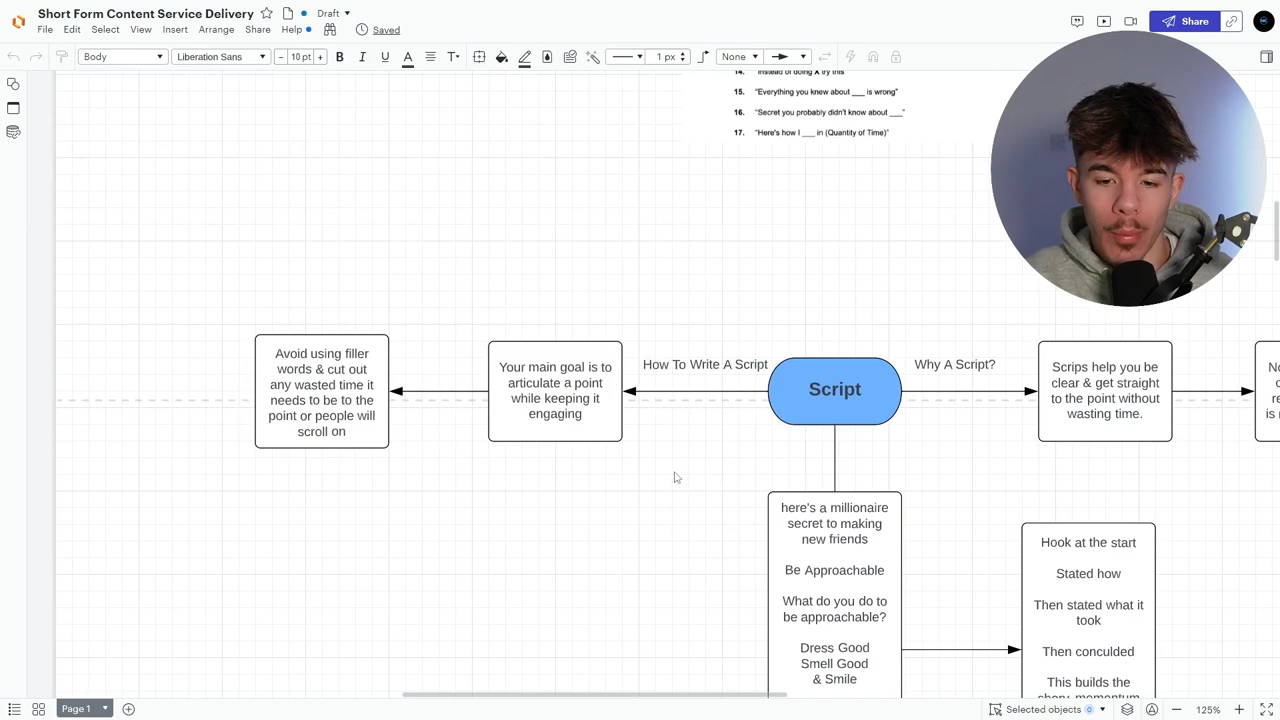 Short Form Content Service Delivery
Draft
File Edit Select View Insert Arrange Share Help
Saved
Share
Body
Liberation Sans
10 pt
B I U A
T
1 px
None
14. "Instead of doing X try this"
15. "Everything you knew about ___ is wrong"
16. "Secret you probably didn't know about ___"
17. "Here's how I ___ in (Quantity of Time)"
Avoid using filler
words & cut out
any wasted time it
needs to be to the
point or people will
scroll on
Your main goal is to
articulate a point
while keeping it
engaging
How To Write A Script
Script
Why A Script?
Scrips help you be
clear & get straight
to the point without
wasting time.
here's a millionaire
secret to making
new friends
Be Approachable
What do you do to
be approachable?
Dress Good
Smell Good
& Smile
Hook at the start
Stated how
Then stated what it
took
Then conculded
This builds the
story, momentum
Page 1
Selected objects 0
125%